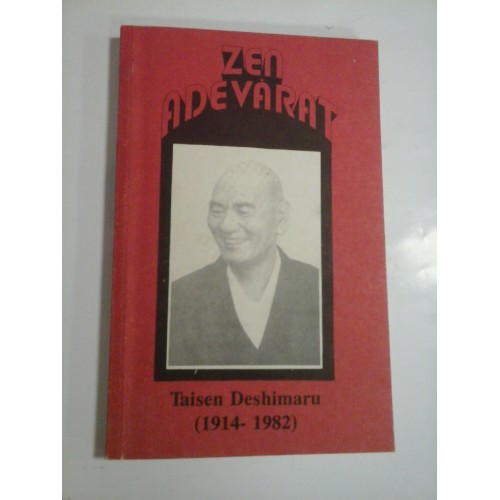 ZEN
ADEVĂRAT
Taisen Deshimaru
(1914- 1982)